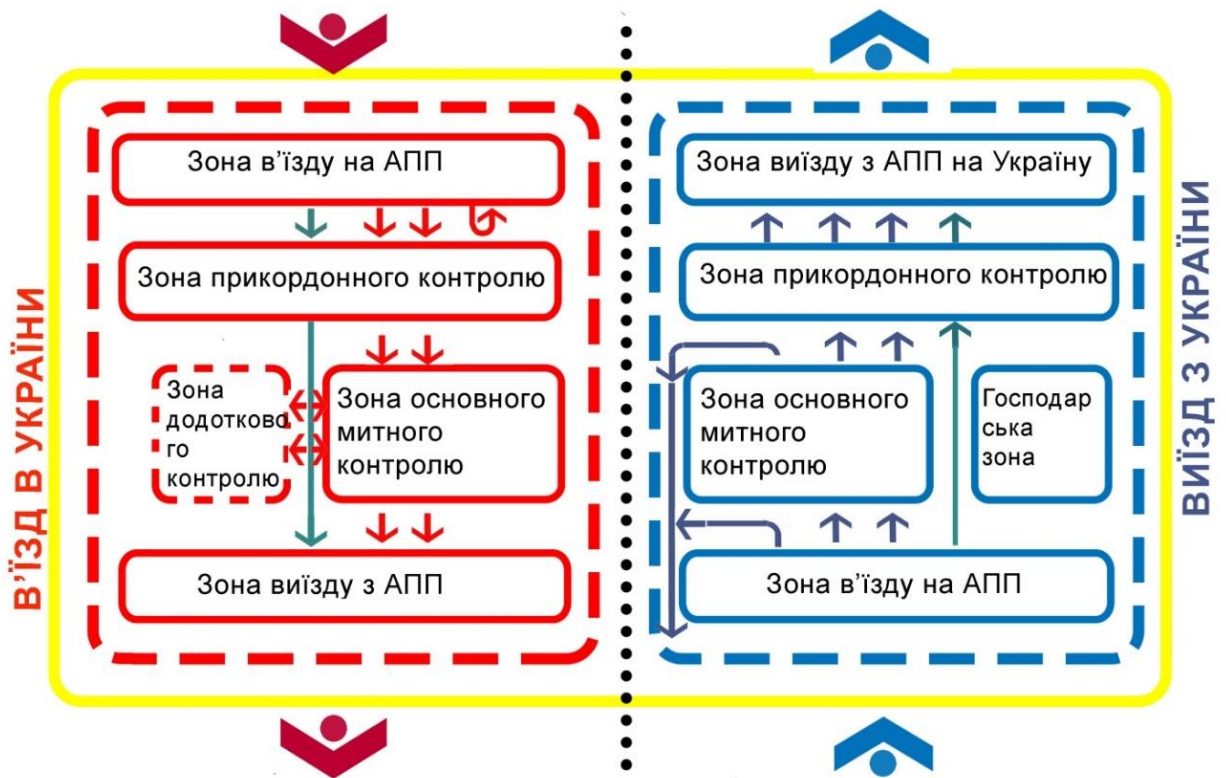 В'ЇЗД В УКРАЇНИ
Зона в'їзду на АПП
Зона прикордонного контролю
Зона
додотково
го
контролю
Зона основного
митного
контролю
Зона виїзду з АПП
Зона виїзду з АПП на Україну
Зона прикордонного контролю
Зона основного
митного
контролю
Господар
ська
зона
Зона в'їзду на АПП
ВИЇЗД З УКРАЇНИ